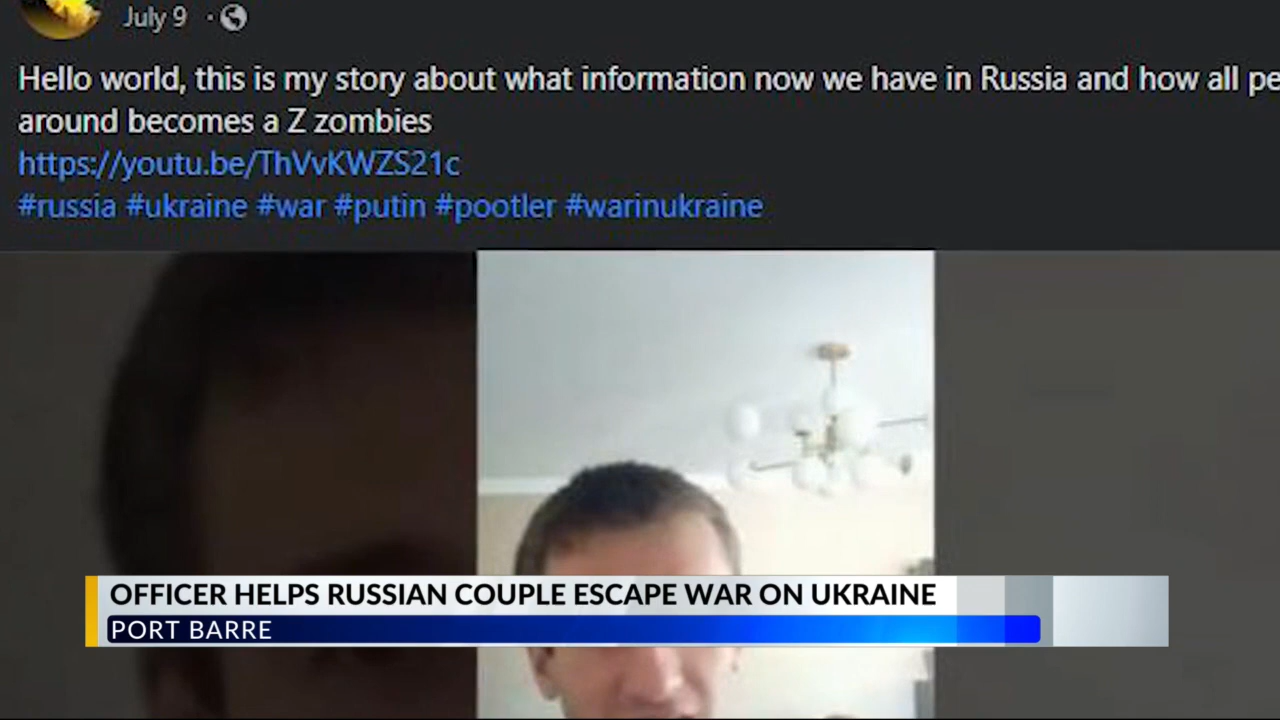 July 9 ·
Hello world, this is my story about what information now we have in Russia and how all
around becomes a Z zombies
https://youtu.be/ThVvKWZS21c
#russia #ukraine #war #putin #pootler #warinukraine
OFFICER HELPS RUSSIAN COUPLE ESCAPE WAR ON UKRAINE
PORT BARRE